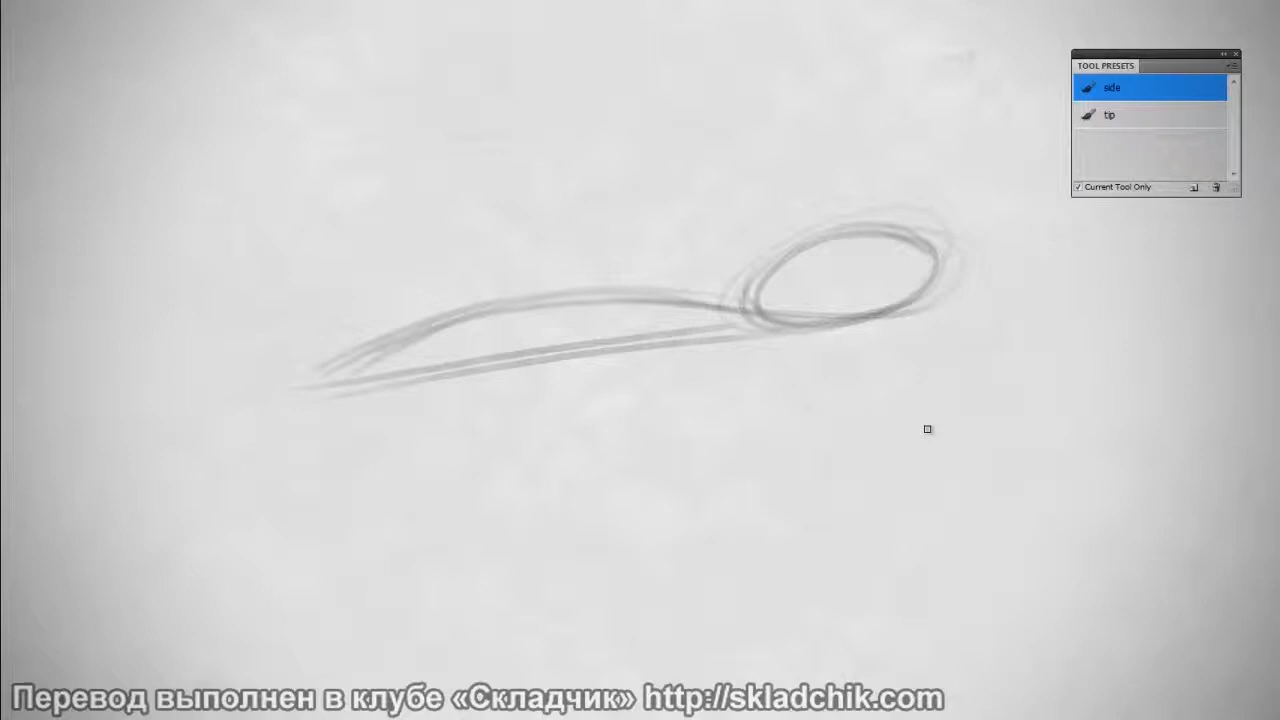 TOOL PRESETS
side
tip
Current Tool Only
Перевод выполнен в клубе «Складчик» http://skladchik.com